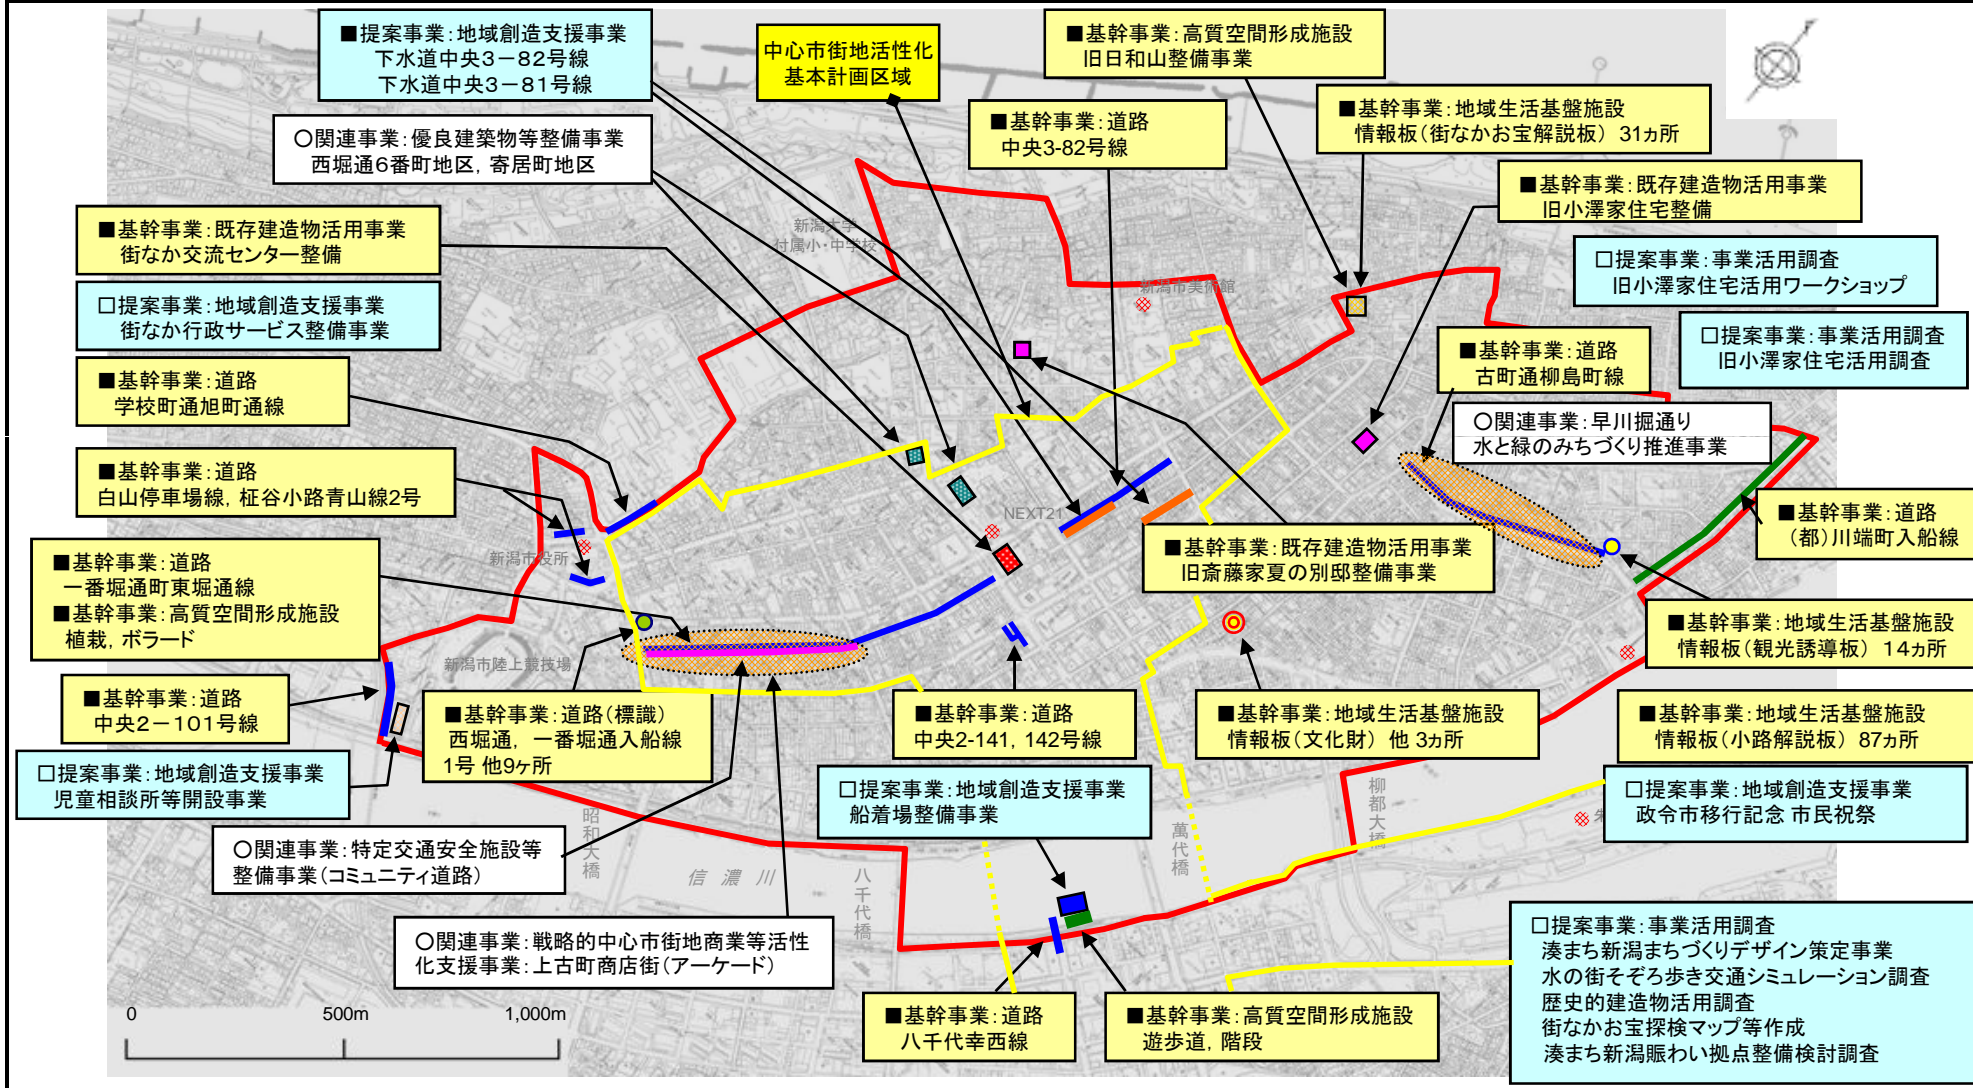 ■提案事業：地域創造支援事業
下水道中央3－82号線
下水道中央3－81号線
中心市街地活性化
基本計画区域
■基幹事業：高質空間形成施設
旧日和山整備事業
■基幹事業：道路
中央3-82号線
■基幹事業：地域生活基盤施設
情報板（街なかお宝解説板） 31ヵ所
○関連事業：優良建築物等整備事業
西堀通6番町地区，寄居町地区
■基幹事業：既存建造物活用事業
旧小澤家住宅整備
■基幹事業：既存建造物活用事業
街なか交流センター整備
新潟大学
付属小・中学校
□提案事業：事業活用調査
旧小澤家住宅活用ワークショップ
□提案事業：地域創造支援事業
街なか行政サービス整備事業
新潟市美術館
□提案事業：事業活用調査
旧小澤家住宅活用調査
■基幹事業：道路
古町通柳島町線
■基幹事業：道路
学校町通旭町通線
○関連事業：早川掘通り
水と緑のみちづくり推進事業
■基幹事業：道路
白山停車場線，柾谷小路青山線2号
NEXT21
■基幹事業：道路
（都）川端町入船線
新潟市役所
■基幹事業：既存建造物活用事業
旧斎藤家夏の別邸整備事業
■基幹事業：道路
一番堀通町東堀通線
■基幹事業：高質空間形成施設
植栽，ボラード
■基幹事業：地域生活基盤施設
情報板（観光誘導板） 14ヵ所
新潟市陸上競技場
■基幹事業：道路
中央2－101号線
■基幹事業：道路（標識）
西堀通， 一番堀通入船線
1号 他9ヶ所
■基幹事業：道路
中央2-141，142号線
■基幹事業：地域生活基盤施設
情報板（文化財） 他 3ヵ所
■基幹事業：地域生活基盤施設
情報板（小路解説板） 87ヵ所
□提案事業：地域創造支援事業
児童相談所等開設事業
□提案事業：地域創造支援事業
船着場整備事業
□提案事業：地域創造支援事業
政令市移行記念 市民祝祭
昭和大橋
柳都大橋
萬代橋
○関連事業：特定交通安全施設等
整備事業（コミュニティ道路）
信濃川
八千代橋
○関連事業：戦略的中心市街地商業等活性
化支援事業：上古町商店街（アーケード）
□提案事業：事業活用調査
湊まち新潟まちづくりデザイン策定事業
水の街そぞろ歩き交通シミュレーション調査
歴史的建造物活用調査
街なかお宝探検マップ等作成
湊まち新潟賑わい拠点整備検討調査
■基幹事業：道路
八千代幸西線
■基幹事業：高質空間形成施設
遊歩道，階段
0 500m 1,000m